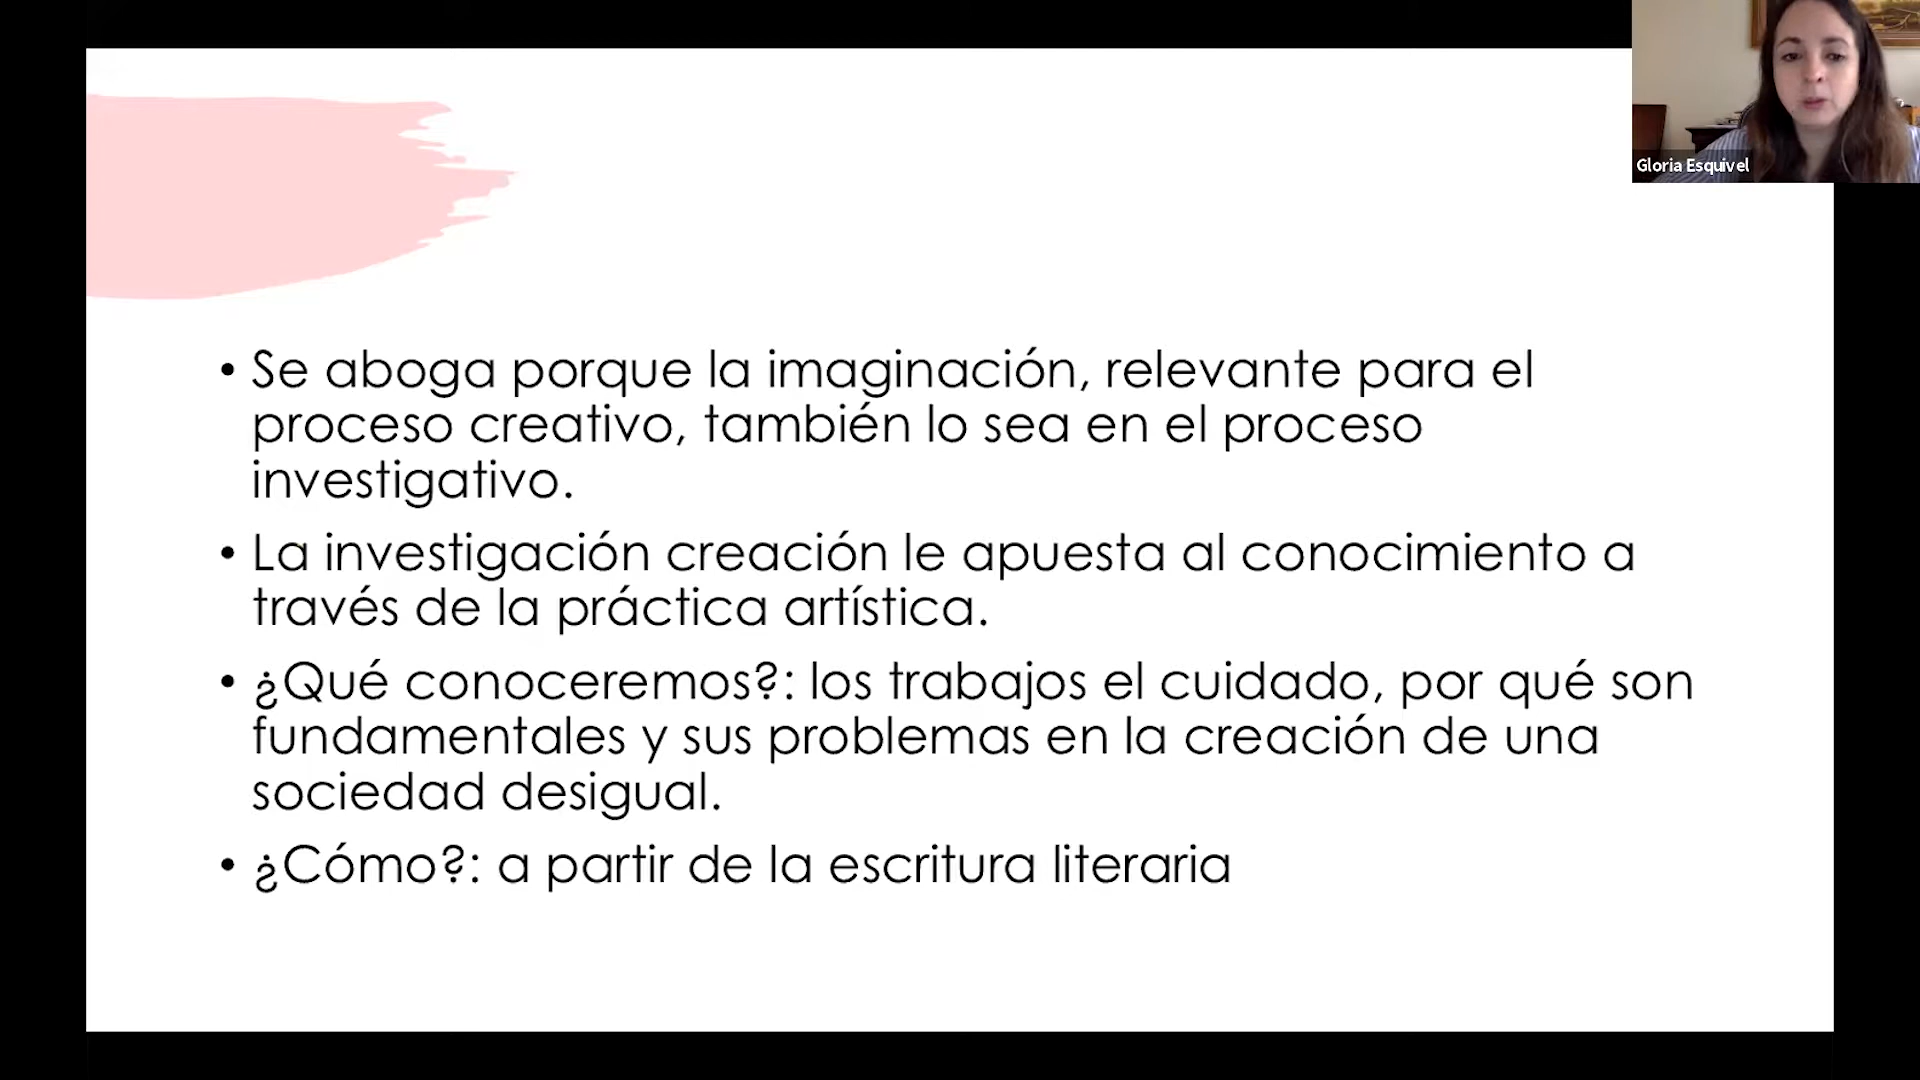 Gloria Esquivel
• Se aboga porque la imaginación, relevante para el
proceso creativo, también lo sea en el proceso
investigativo.
• La investigación creación le apuesta al conocimiento a
través de la práctica artística.
• ¿Qué conoceremos?: los trabajos el cuidado, por qué son
fundamentales y sus problemas en la creación de una
sociedad desigual.
• ¿Cómo?: a partir de la escritura literaria